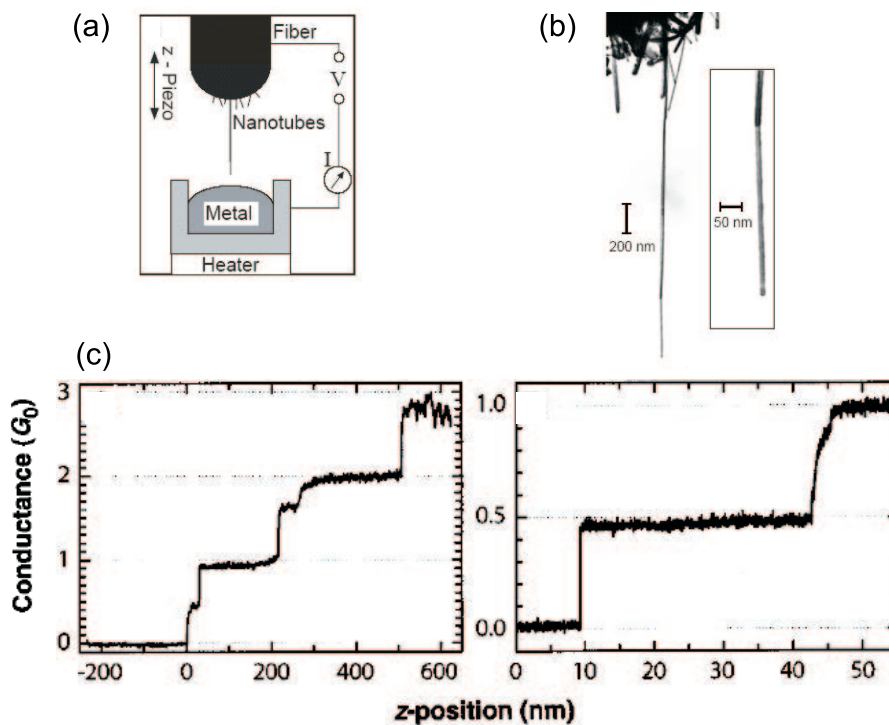 (a)
Fiber
z - Piezo
V
Nanotubes
I
Metal
Heater
(b)
200 nm
50 nm
(c)
Conductance (G₀)
3
2
1
0
-200 0 200 400 600
1.0
0.5
0.0
0 10 20 30 40 50
z-position (nm)